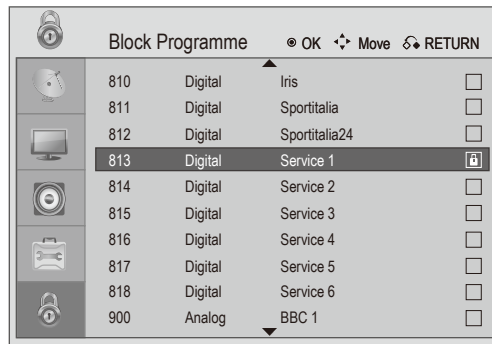 Block Programme OK Move RETURN
810 Digital Iris
811 Digital Sportitalia
812 Digital Sportitalia24
813 Digital Service 1
814 Digital Service 2
815 Digital Service 3
816 Digital Service 4
817 Digital Service 5
818 Digital Service 6
900 Analog BBC 1